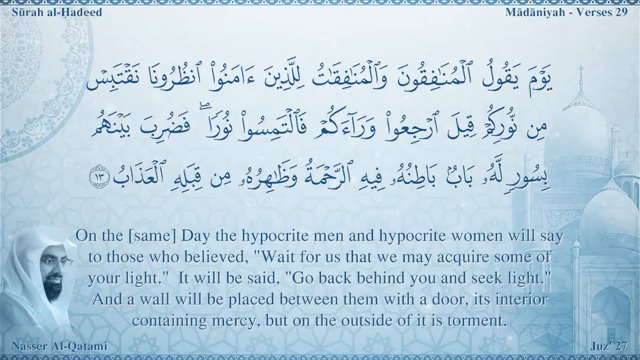 Sūrah al-Ḥadeed
Mādāniyah - Verses 29
يَوْمَ يَقُولُ ٱلْمُنَـٰفِقُونَ وَٱلْمُنَـٰفِقَـٰتُ لِلَّذِينَ ءَامَنُوا۟ ٱنظُرُونَا نَقْتَبِسْ
مِن نُّورِكُمْ قِيلَ ٱرْجِعُوا۟ وَرَآءَكُمْ فَٱلْتَمِسُوا۟ نُورًا ۖ فَضُرِبَ بَيْنَهُم
بِسُورٍ لَّهُۥ بَابٌۢ بَاطِنُهُۥ فِيهِ ٱلرَّحْمَةُ وَظَـٰهِرُهُۥ مِن قِبَلِهِ ٱلْعَذَابُ ١٣
On the [same] Day the hypocrite men and hypocrite women will say
to those who believed, "Wait for us that we may acquire some of
your light."  It will be said, "Go back behind you and seek light."
And a wall will be placed between them with a door, its interior
containing mercy, but on the outside of it is torment.
Nasser Al-Qatami
Juz' 27